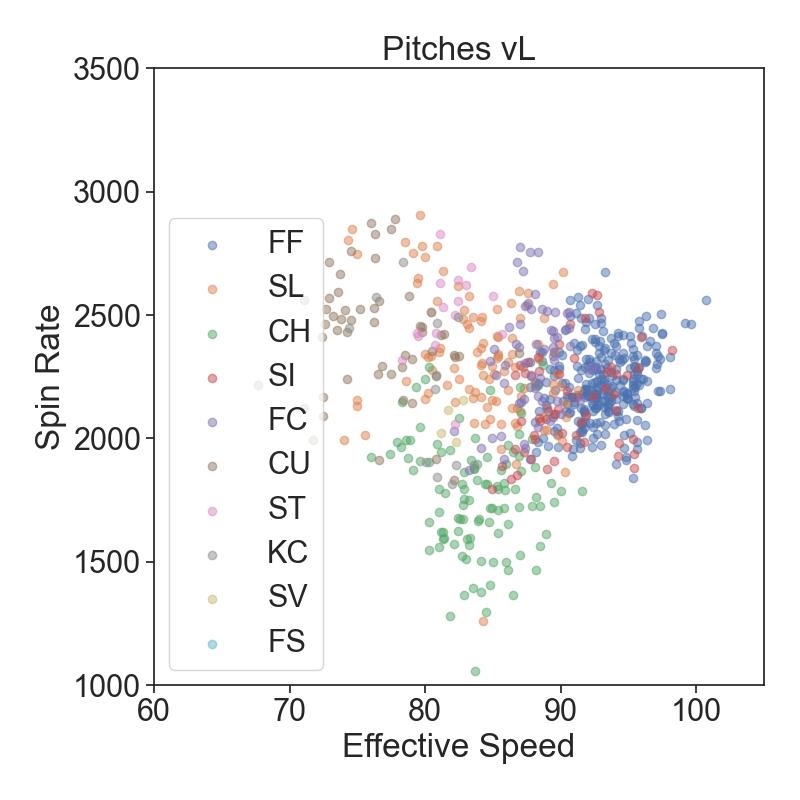 Pitches vL
3500
3000
2500
2000
1500
1000
Spin Rate
FF
SL
CH
SI
FC
CU
ST
KC
SV
FS
60 70 80 90 100
Effective Speed